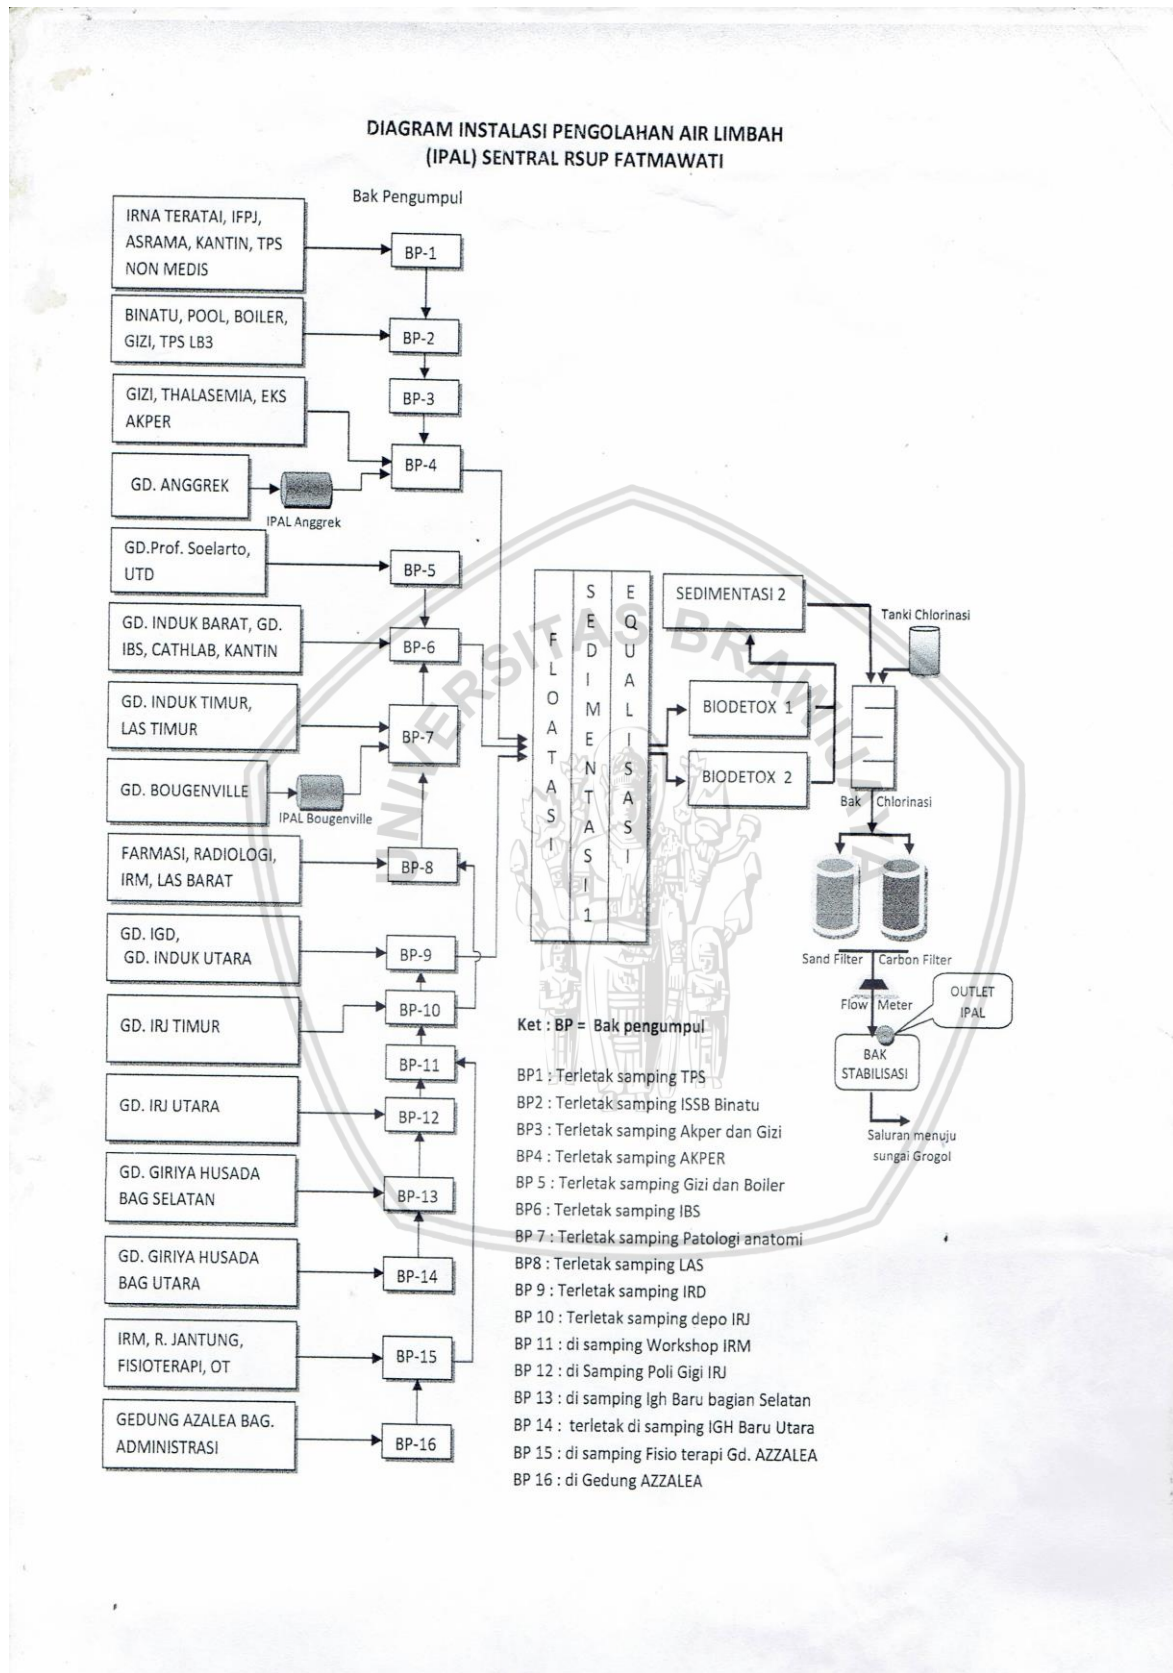 DIAGRAM INSTALASI PENGOLAHAN AIR LIMBAH
(IPAL) SENTRAL RSUP FATMAWATI
Bak Pengumpul
IRNA TERATAI, IFPJ,
ASRAMA, KANTIN, TPS
NON MEDIS
BP-1
BINATU, POOL, BOILER,
GIZI, TPS LB3
BP-2
BP-3
GIZI, THALASEMIA, EKS
AKPER
BP-4
GD. ANGGREK
IPAL Anggrek
GD.Prof. Soelarto,
UTD
BP-5
GD. INDUK BARAT, GD.
IBS, CATHLAB, KANTIN
BP-6
GD. INDUK TIMUR,
LAS TIMUR
BP-7
GD. BOUGENVILLE
IPAL Bougenville
FARMASI, RADIOLOGI,
IRM, LAS BARAT
BP-8
GD. IGD,
GD. INDUK UTARA
BP-9
GD. IRJ TIMUR
BP-10
BP-11
GD. IRJ UTARA
BP-12
GD. GIRIYA HUSADA
BAG SELATAN
BP-13
GD. GIRIYA HUSADA
BAG UTARA
BP-14
IRM, R. JANTUNG,
FISIOTERAPI, OT
BP-15
GEDUNG AZALEA BAG.
ADMINISTRASI
BP-16
FLOATASI
SEDIMENTASI 1
EQUALISASI
SEDIMENTASI 2
BIODETOX 1
BIODETOX 2
Tanki Chlorinasi
Bak Chlorinasi
Sand Filter
Carbon Filter
Flow Meter
OUTLET
IPAL
BAK
STABILISASI
Saluran menuju
sungai Grogol
Ket : BP = Bak pengumpul
BP1 : Terletak samping TPS
BP2 : Terletak samping ISSB Binatu
BP3 : Terletak samping Akper dan Gizi
BP4 : Terletak samping AKPER
BP 5 : Terletak samping Gizi dan Boiler
BP6 : Terletak samping IBS
BP 7 : Terletak samping Patologi anatomi
BP8 : Terletak samping LAS
BP 9 : Terletak samping IRD
BP 10 : Terletak samping depo IRJ
BP 11 : di samping Workshop IRM
BP 12 : di Samping Poli Gigi IRJ
BP 13 : di samping Igh Baru bagian Selatan
BP 14 : terletak di samping IGH Baru Utara
BP 15 : di samping Fisio terapi Gd. AZZALEA
BP 16 : di Gedung AZZALEA
UNIVERSITAS BRAWIJAYA